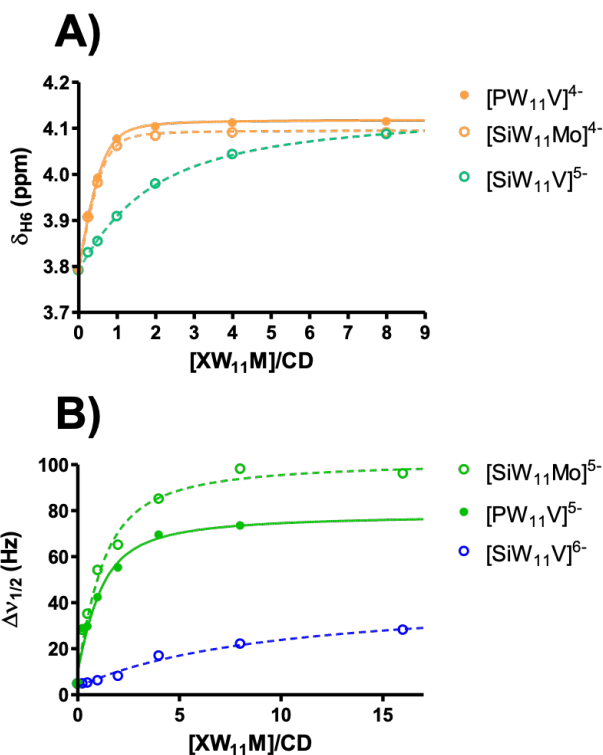 A)
4.2
4.1
4.0
3.9
3.8
3.7
δH6 (ppm)
0 1 2 3 4 5 6 7 8 9
[XW11M]/CD
[PW11V]4-
[SiW11Mo]4-
[SiW11V]5-
B)
100
80
60
40
20
0
Δν1/2 (Hz)
0 5 10 15
[XW11M]/CD
[SiW11Mo]5-
[PW11V]5-
[SiW11V]6-